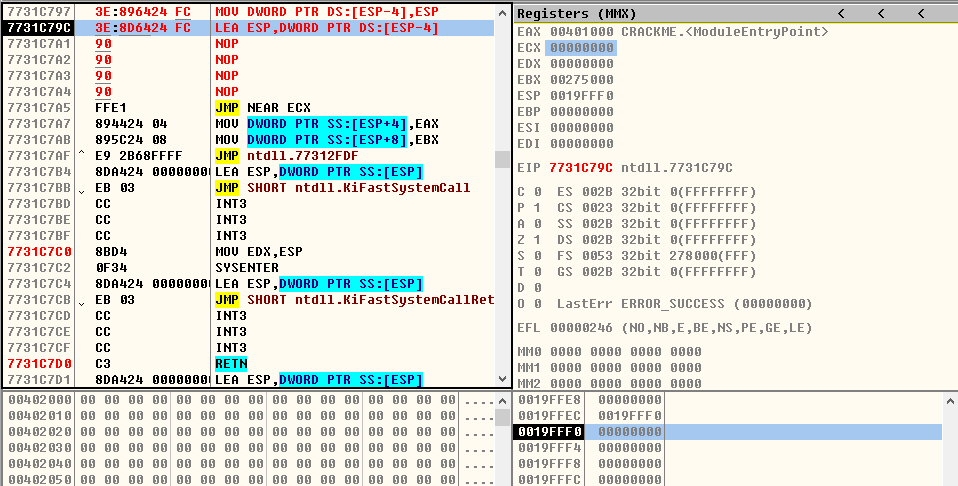 7731C797 3E:896424 FC MOV DWORD PTR DS:[ESP-4],ESP
7731C79C 3E:8D6424 FC LEA ESP,DWORD PTR DS:[ESP-4]
7731C7A1 90 NOP
7731C7A2 90 NOP
7731C7A3 90 NOP
7731C7A4 90 NOP
7731C7A5 FFE1 JMP NEAR ECX
7731C7A7 894424 04 MOV DWORD PTR SS:[ESP+4],EAX
7731C7AB 895C24 08 MOV DWORD PTR SS:[ESP+8],EBX
7731C7AF ^ E9 2B68FFFF JMP ntdll.77312FDF
7731C7B4 8DA424 00000000 LEA ESP,DWORD PTR SS:[ESP]
7731C7BB EB 03 JMP SHORT ntdll.KiFastSystemCall
7731C7BD CC INT3
7731C7BE CC INT3
7731C7BF CC INT3
7731C7C0 8BD4 MOV EDX,ESP
7731C7C2 0F34 SYSENTER
7731C7C4 8DA424 00000000 LEA ESP,DWORD PTR SS:[ESP]
7731C7CB EB 03 JMP SHORT ntdll.KiFastSystemCallRet
7731C7CD CC INT3
7731C7CE CC INT3
7731C7CF CC INT3
7731C7D0 C3 RETN
7731C7D1 8DA424 00000000 LEA ESP,DWORD PTR SS:[ESP]
Registers (MMX) < < <
EAX 00401000 CRACKME.<ModuleEntryPoint>
ECX 00000000
EDX 00000000
EBX 00275000
ESP 0019FFF0
EBP 00000000
ESI 00000000
EDI 00000000
EIP 7731C79C ntdll.7731C79C
C 0 ES 002B 32bit 0(FFFFFFFF)
P 1 CS 0023 32bit 0(FFFFFFFF)
A 0 SS 002B 32bit 0(FFFFFFFF)
Z 1 DS 002B 32bit 0(FFFFFFFF)
S 0 FS 0053 32bit 278000(FFF)
T 0 GS 002B 32bit 0(FFFFFFFF)
D 0
O 0 LastErr ERROR_SUCCESS (00000000)
EFL 00000246 (NO,NB,E,BE,NS,PE,GE,LE)
MM0 0000 0000 0000 0000
MM1 0000 0000 0000 0000
MM2 0000 0000 0000 0000
00402000 00 00 00 00 00 00 00 00 00 00 00 00 00 00 00 00 ....
00402010 00 00 00 00 00 00 00 00 00 00 00 00 00 00 00 00 ....
00402020 00 00 00 00 00 00 00 00 00 00 00 00 00 00 00 00 ....
00402030 00 00 00 00 00 00 00 00 00 00 00 00 00 00 00 00 ....
00402040 00 00 00 00 00 00 00 00 00 00 00 00 00 00 00 00 ....
00402050 00 00 00 00 00 00 00 00 00 00 00 00 00 00 00 00 ....
0019FFE8 00000000
0019FFEC 0019FFF0
0019FFF0 00000000
0019FFF4 00000000
0019FFF8 00000000
0019FFFC 00000000